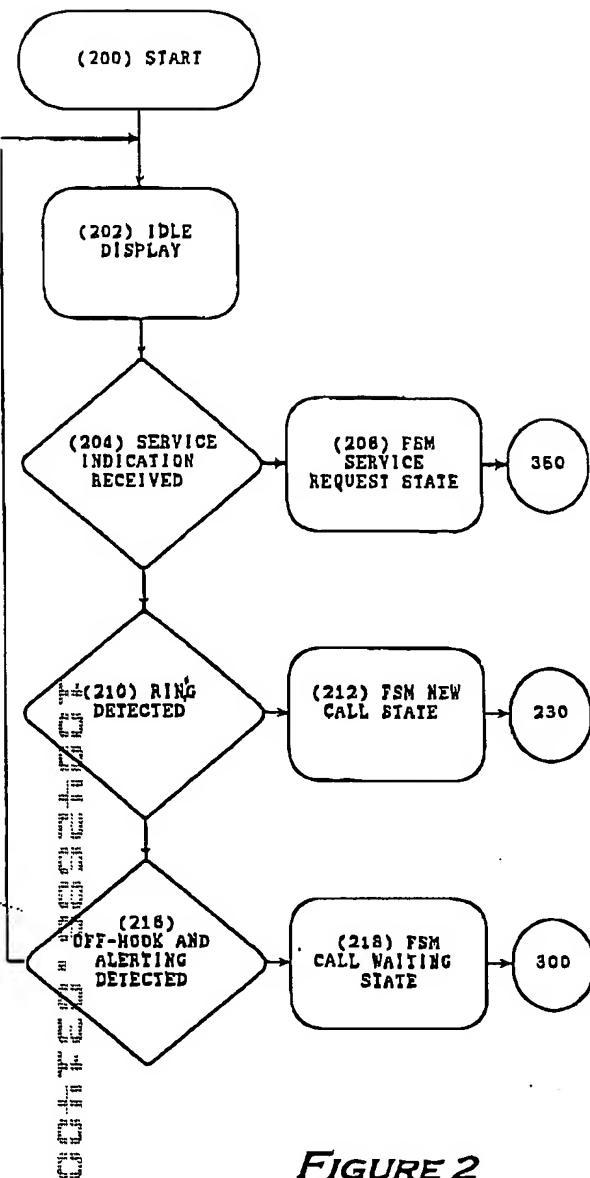 (200) START
(202) IDLE
DISPLAY
(204) SERVICE
INDICATION
RECEIVED
(206) FSM
SERVICE
REQUEST STATE
350
(210) RING
DETECTED
(212) FSM NEW
CALL STATE
230
(216)
OFF-HOOK AND
ALERTING
DETECTED
(218) FSM
CALL WAITING
STATE
300
FIGURE 2